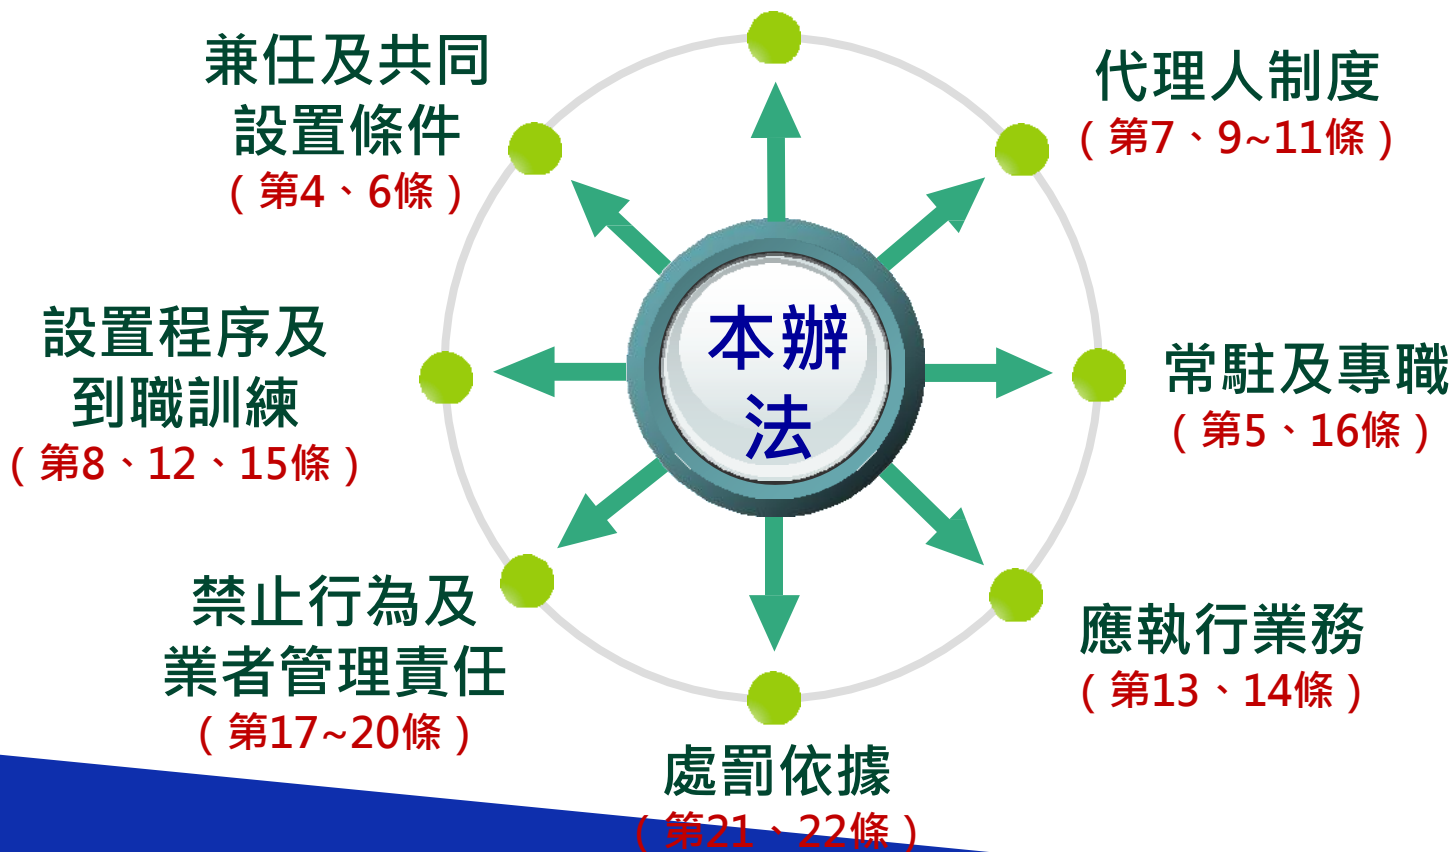 兼任及共同
設置條件
（第4、6條）
代理人制度
（第7、9~11條）
設置程序及
到職訓練
（第8、12、15條）
本辦
法
常駐及專職
（第5、16條）
禁止行為及
業者管理責任
（第17~20條）
應執行業務
（第13、14條）
處罰依據
（第21、22條）